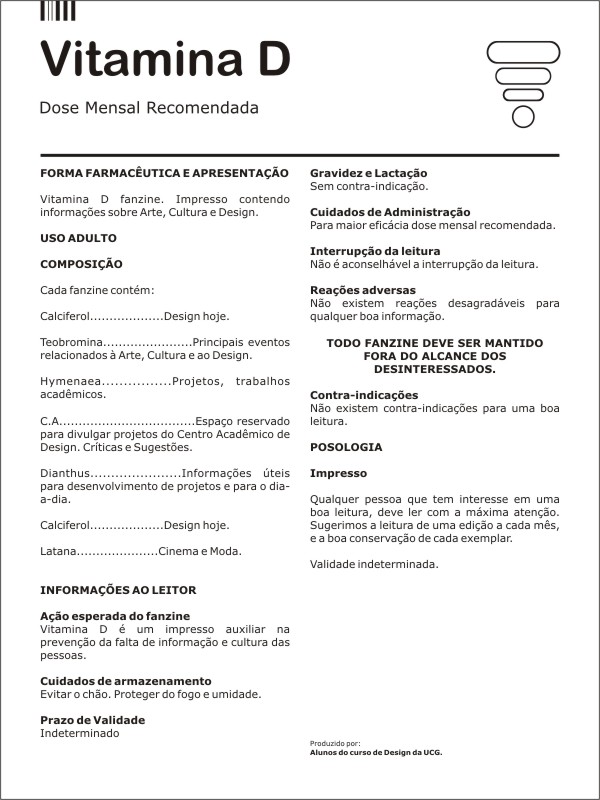 Vitamina D
Dose Mensal Recomendada
FORMA FARMACÊUTICA E APRESENTAÇÃO
Vitamina D fanzine. Impresso contendo
informações sobre Arte, Cultura e Design.
USO ADULTO
COMPOSIÇÃO
Cada fanzine contém:
Calciferol...................Design hoje.
Teobromina.......................Principais eventos
relacionados à Arte, Cultura e ao Design.
Hymenaea................Projetos, trabalhos
acadêmicos.
C.A...................................Espaço reservado
para divulgar projetos do Centro Acadêmico de
Design. Críticas e Sugestões.
Dianthus......................Informações úteis
para desenvolvimento de projetos e para o dia-
a-dia.
Calciferol...................Design hoje.
Latana.....................Cinema e Moda.
INFORMAÇÕES AO LEITOR
Ação esperada do fanzine
Vitamina D é um impresso auxiliar na
prevenção da falta de informação e cultura das
pessoas.
Cuidados de armazenamento
Evitar o chão. Proteger do fogo e umidade.
Prazo de Validade
Indeterminado
Gravidez e Lactação
Sem contra-indicação.
Cuidados de Administração
Para maior eficácia dose mensal recomendada.
Interrupção da leitura
Não é aconselhável a interrupção da leitura.
Reações adversas
Não existem reações desagradáveis para
qualquer boa informação.
TODO FANZINE DEVE SER MANTIDO
FORA DO ALCANCE DOS
DESINTERESSADOS.
Contra-indicações
Não existem contra-indicações para uma boa
leitura.
POSOLOGIA
Impresso
Qualquer pessoa que tem interesse em uma
boa leitura, deve ler com a máxima atenção.
Sugerimos a leitura de uma edição a cada mês,
e a boa conservação de cada exemplar.
Validade indeterminada.
Produzido por:
Alunos do curso de Design da UCG.